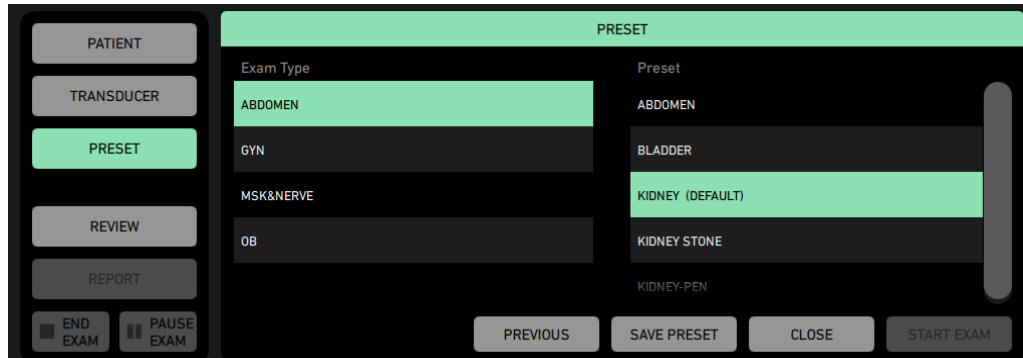 PATIENT
TRANSDUCER
PRESET
REVIEW
REPORT
END
EXAM
PAUSE
EXAM
PRESET
Exam Type
ABDOMEN
GYN
MSK&NERVE
OB
Preset
ABDOMEN
BLADDER
KIDNEY (DEFAULT)
KIDNEY STONE
KIDNEY-PEN
PREVIOUS
SAVE PRESET
CLOSE
START EXAM